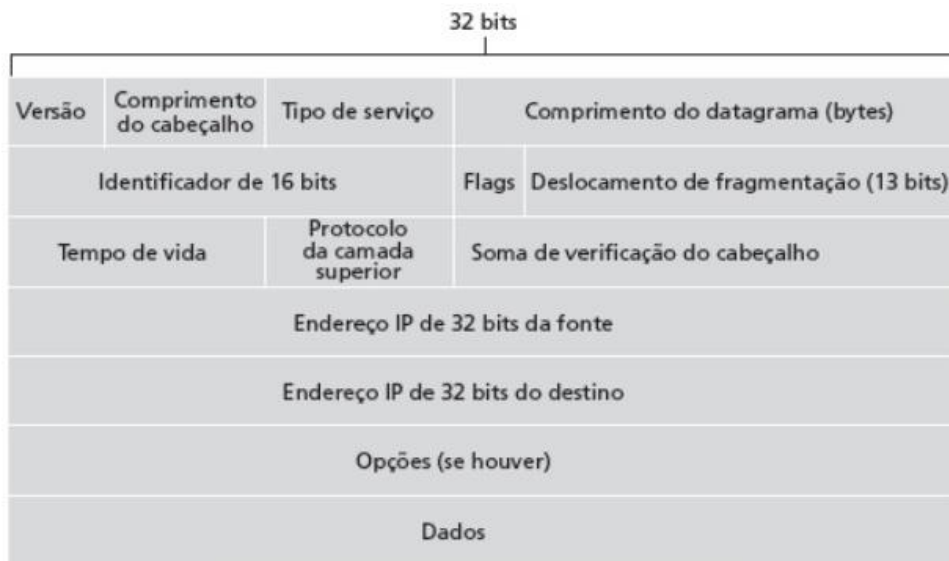 32 bits
Versão
Comprimento
do cabeçalho
Tipo de serviço
Comprimento do datagrama (bytes)
Identificador de 16 bits
Flags
Deslocamento de fragmentação (13 bits)
Tempo de vida
Protocolo
da camada
superior
Soma de verificação do cabeçalho
Endereço IP de 32 bits da fonte
Endereço IP de 32 bits do destino
Opções (se houver)
Dados